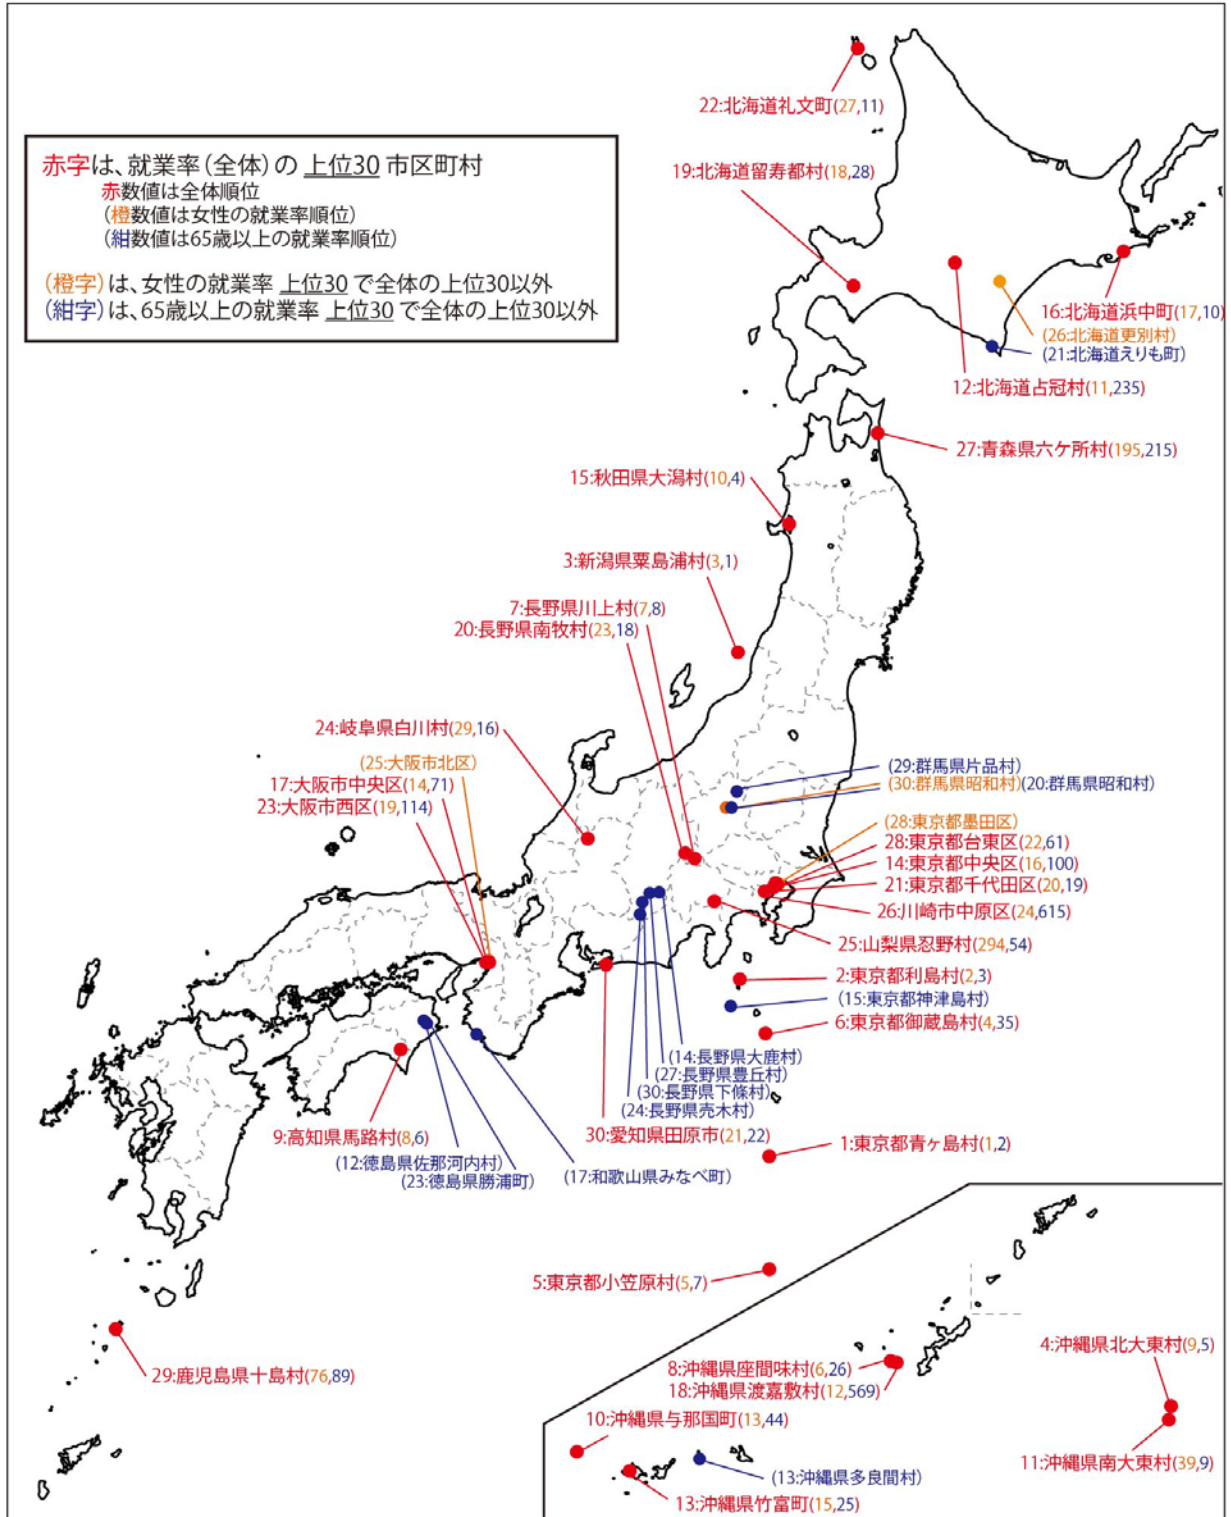 22:北海道礼文町(27,11)
赤字は、就業率(全体)の 上位30 市区町村
赤数値は全体順位
(橙数値は女性の就業率順位)
(紺数値は65歳以上の就業率順位)
(橙字)は、女性の就業率 上位30 で全体の上位30以外
(紺字)は、65歳以上の就業率 上位30 で全体の上位30以外
19:北海道留寿都村(18,28)
16:北海道浜中町(17,10)
(26:北海道更別村)
(21:北海道えりも町)
12:北海道占冠村(11,235)
27:青森県六ケ所村(195,215)
15:秋田県大潟村(10,4)
3:新潟県粟島浦村(3,1)
7:長野県川上村(7,8)
20:長野県南牧村(23,18)
24:岐阜県白川村(29,16)
(25:大阪市北区)
17:大阪市中央区(14,71)
23:大阪市西区(19,114)
(29:群馬県片品村)
(30:群馬県昭和村)(20:群馬県昭和村)
(28:東京都墨田区)
28:東京都台東区(22,61)
14:東京都中央区(16,100)
21:東京都千代田区(20,19)
26:川崎市中原区(24,615)
25:山梨県忍野村(294,54)
2:東京都利島村(2,3)
(15:東京都神津島村)
6:東京都御蔵島村(4,35)
(14:長野県大鹿村)
(27:長野県豊丘村)
(30:長野県下條村)
(24:長野県売木村)
30:愛知県田原市(21,22)
9:高知県馬路村(8,6)
(12:徳島県佐那河内村)
(23:徳島県勝浦町)
(17:和歌山県みなべ町)
1:東京都青ヶ島村(1,2)
5:東京都小笠原村(5,7)
29:鹿児島県十島村(76,89)
4:沖縄県北大東村(9,5)
8:沖縄県座間味村(6,26)
18:沖縄県渡嘉敷村(12,569)
10:沖縄県与那国町(13,44)
11:沖縄県南大東村(39,9)
(13:沖縄県多良間村)
13:沖縄県竹富町(15,25)